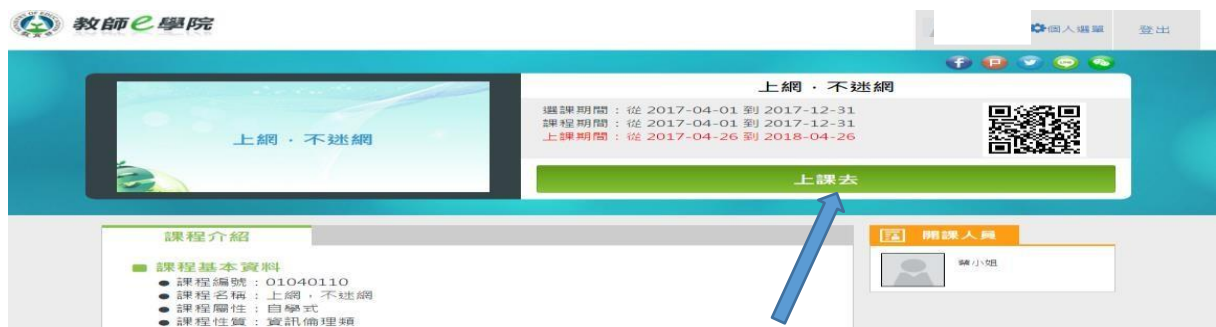 教師e學院
個人選單
登出
上網．不迷網
上網．不迷網
選課期間：從 2017-04-01 到 2017-12-31
課程期間：從 2017-04-01 到 2017-12-31
上課期間：從 2017-04-26 到 2018-04-26
上課去
課程介紹
開課人員
小姐
課程基本資料
課程編號：01040110
課程名稱：上網，不迷網
課程屬性：自學式
課程性質：資訊倫理類